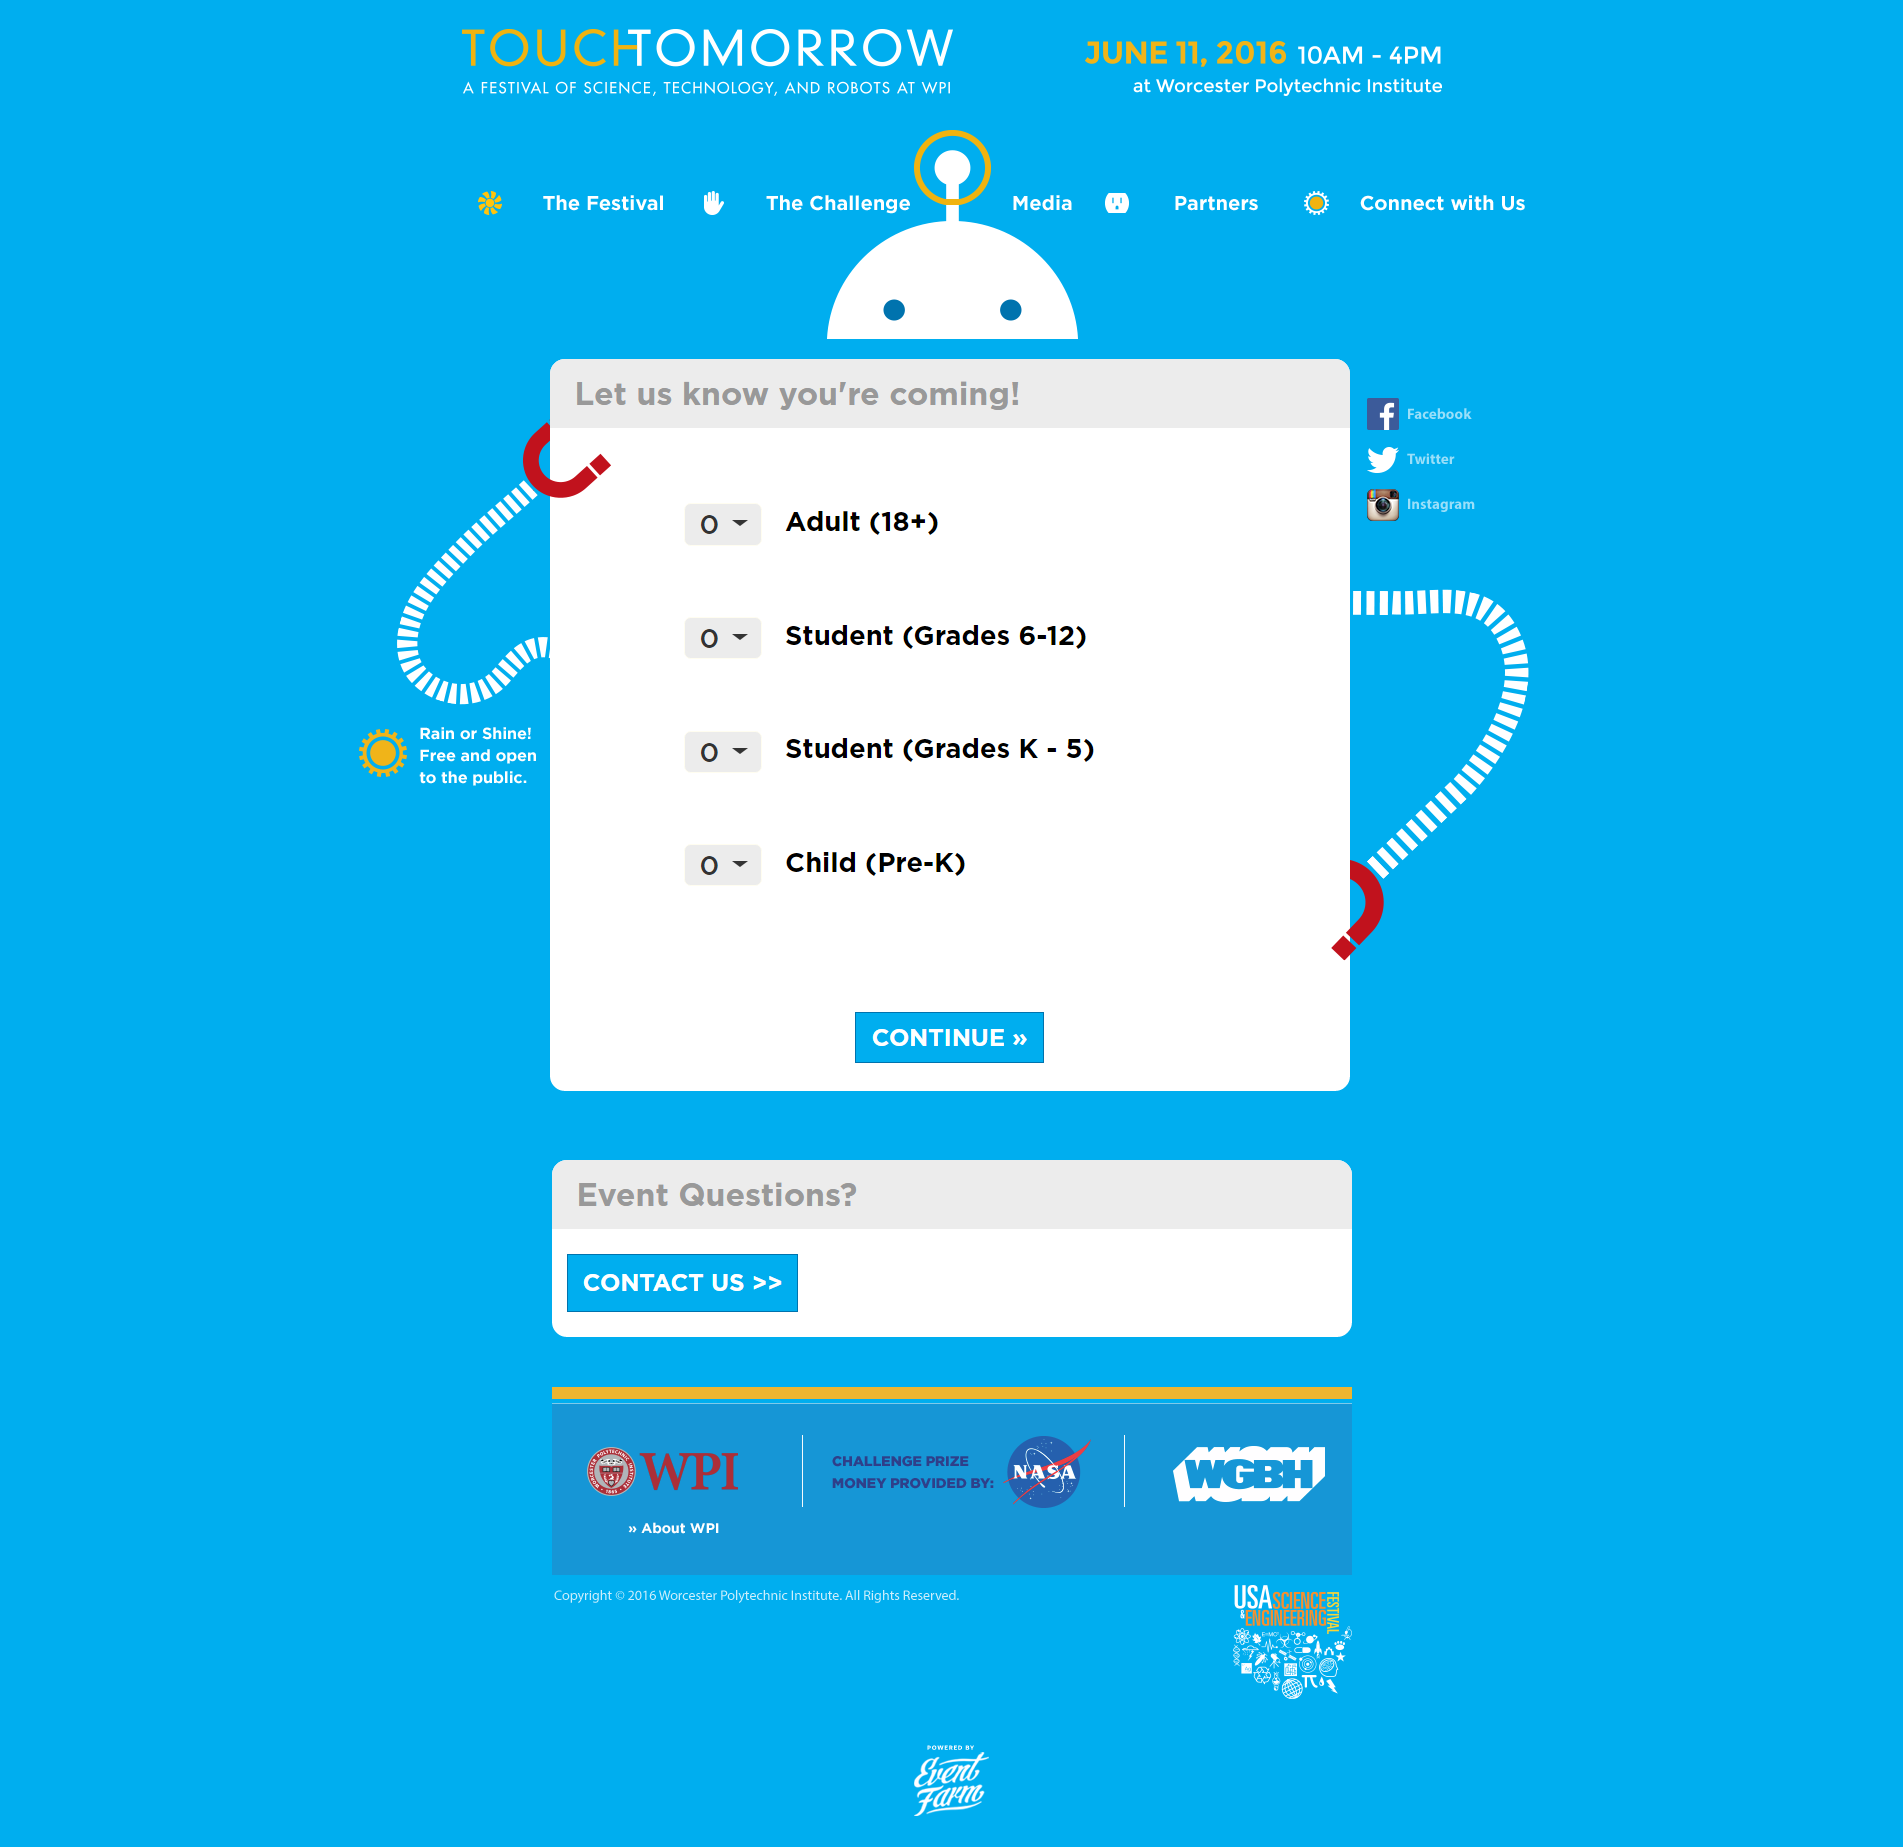 TOUCHTOMORROW
A FESTIVAL OF SCIENCE, TECHNOLOGY, AND ROBOTS AT WPI
JUNE 11, 2016 10AM - 4PM
at Worcester Polytechnic Institute
The Festival
The Challenge
Media
Partners
Connect with Us
Let us know you're coming!
Facebook
Twitter
Instagram
0 Adult (18+)
0 Student (Grades 6-12)
0 Student (Grades K - 5)
0 Child (Pre-K)
Rain or Shine!
Free and open
to the public.
CONTINUE »
Event Questions?
CONTACT US >>
WPI
» About WPI
CHALLENGE PRIZE
MONEY PROVIDED BY:
NASA
WGBH
Copyright © 2016 Worcester Polytechnic Institute. All Rights Reserved.
USA SCIENCE
& ENGINEERING
FESTIVAL
POWERED BY
Event
Farm